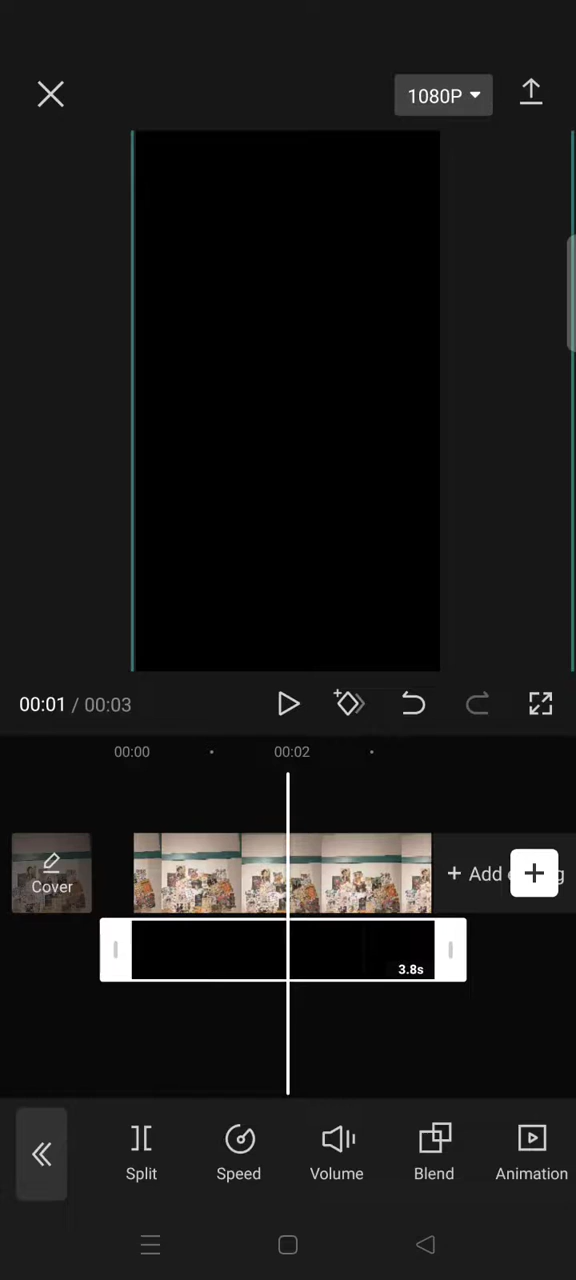 1080P
00:01 / 00:03
00:00
00:02
Cover
+ Add
3.8s
Split
Speed
Volume
Blend
Animation